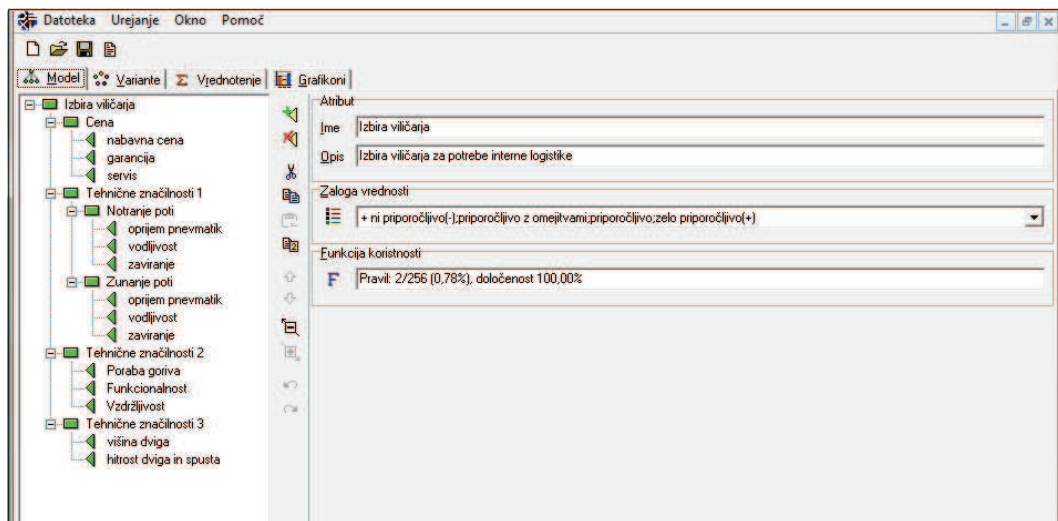 Datoteka Urejanje Okno Pomoč
Model Variante Σ Vrednotenje Grafikoni
Izbira viličarja
Cena
nabavna cena
garancija
servis
Tehnične značilnosti 1
Notranje poti
oprijem pnevmatik
vodljivost
zaviranje
Zunanje poti
oprijem pnevmatik
vodljivost
zaviranje
Tehnične značilnosti 2
Poraba goriva
Funkcionalnost
Vzdržljivost
Tehnične značilnosti 3
višina dviga
hitrost dviga in spusta
Atribut
Ime Izbira viličarja
Opis Izbira viličarja za potrebe interne logistike
Zaloga vrednosti
+ ni priporočljivo(-);priporočljivo z omejitvami;priporočljivo;zelo priporočljivo(+)
Funkcija koristnosti
F Pravil: 2/256 (0,78%), določenost 100,00%